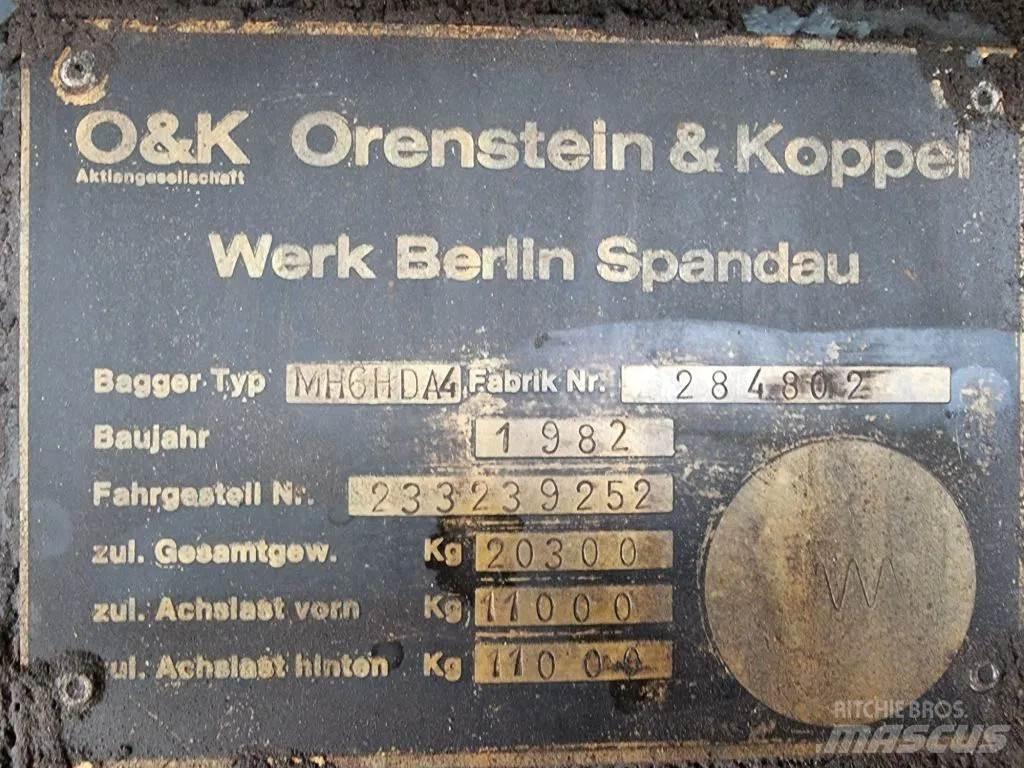 O&K Orenstein & Koppel
Aktiengesellschaft
Werk Berlin Spandau
Bagger Typ MH6HDA4 Fabrik Nr. 284802
Baujahr 1982
Fahrgestell Nr. 233239252
zul. Gesamtgew. Kg 20300
zul. Achslast vorn Kg 11000
zul. Achslast hinten Kg 11000
W
RITCHIE BROS.
MASCUS